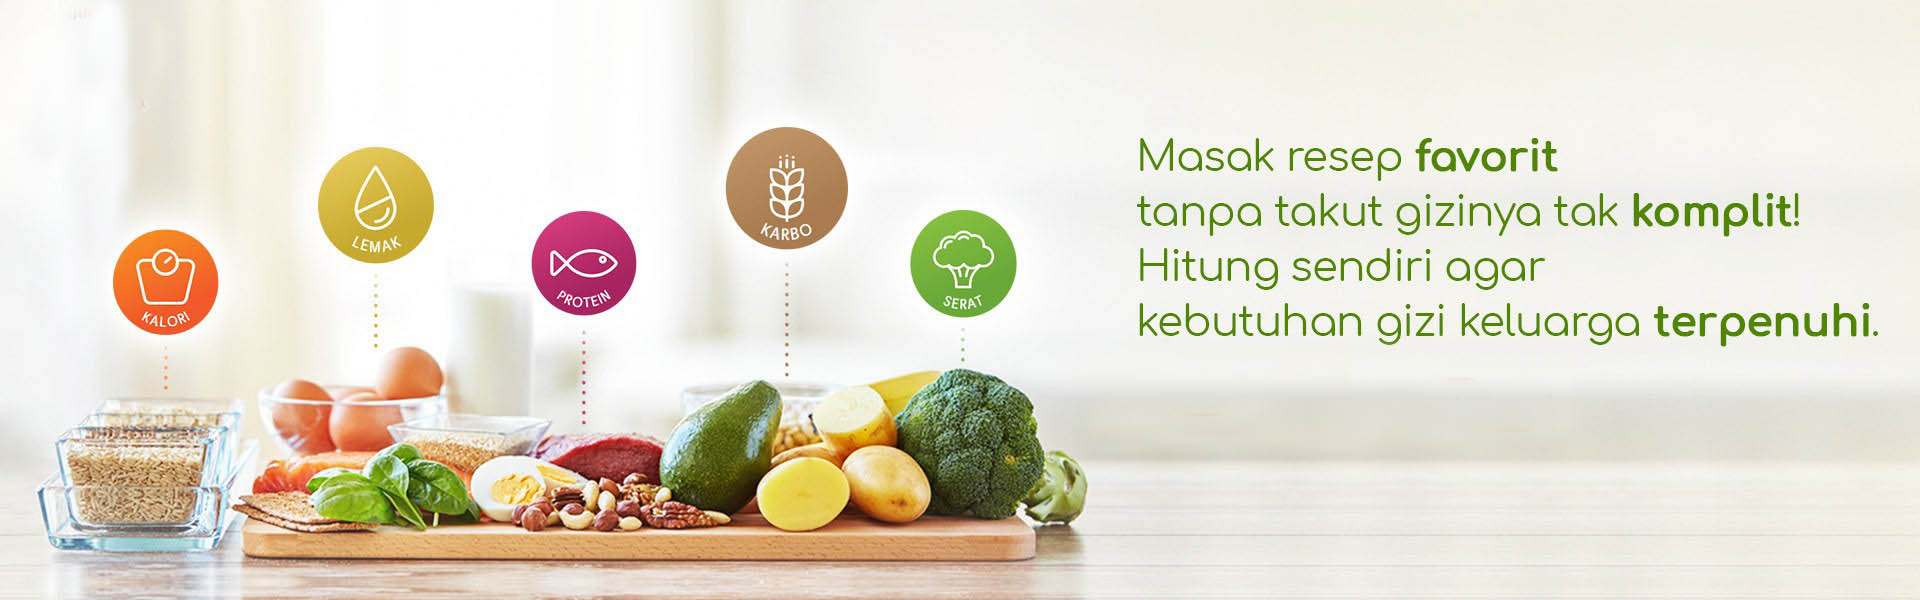 KALORI
LEMAK
PROTEIN
KARBO
SERAT
Masak resep favorit
tanpa takut gizinya tak komplit!
Hitung sendiri agar
kebutuhan gizi keluarga terpenuhi.